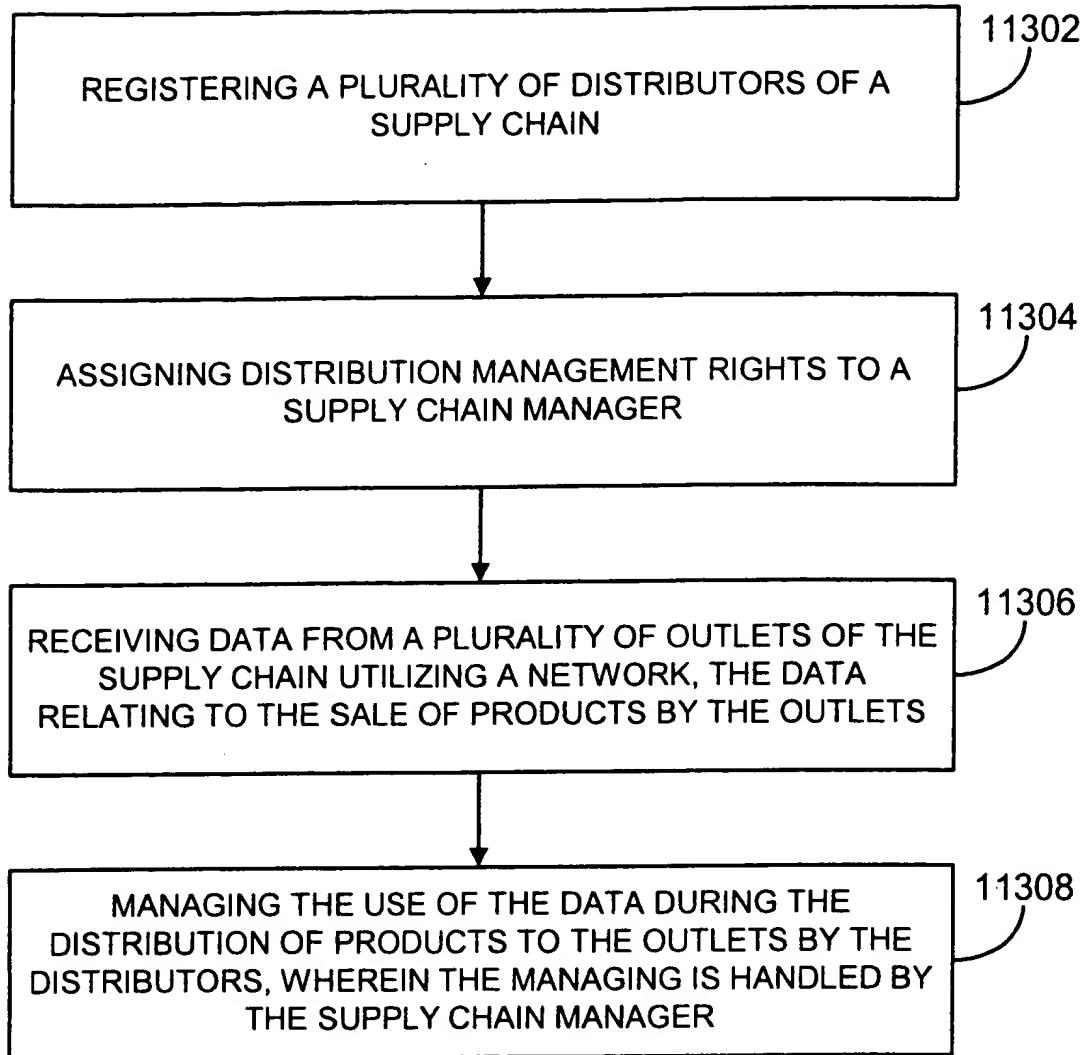 11302
REGISTERING A PLURALITY OF DISTRIBUTORS OF A
SUPPLY CHAIN
11304
ASSIGNING DISTRIBUTION MANAGEMENT RIGHTS TO A
SUPPLY CHAIN MANAGER
11306
RECEIVING DATA FROM A PLURALITY OF OUTLETS OF THE
SUPPLY CHAIN UTILIZING A NETWORK, THE DATA
RELATING TO THE SALE OF PRODUCTS BY THE OUTLETS
11308
MANAGING THE USE OF THE DATA DURING THE
DISTRIBUTION OF PRODUCTS TO THE OUTLETS BY THE
DISTRIBUTORS, WHEREIN THE MANAGING IS HANDLED BY
THE SUPPLY CHAIN MANAGER